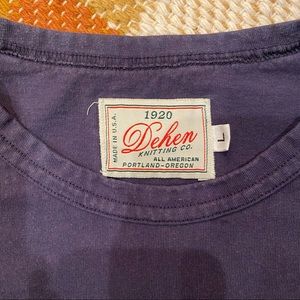 1920
MADE IN U.S.A.
Dehen
KNITTING CO.
ALL AMERICAN
PORTLAND-OREGON
L